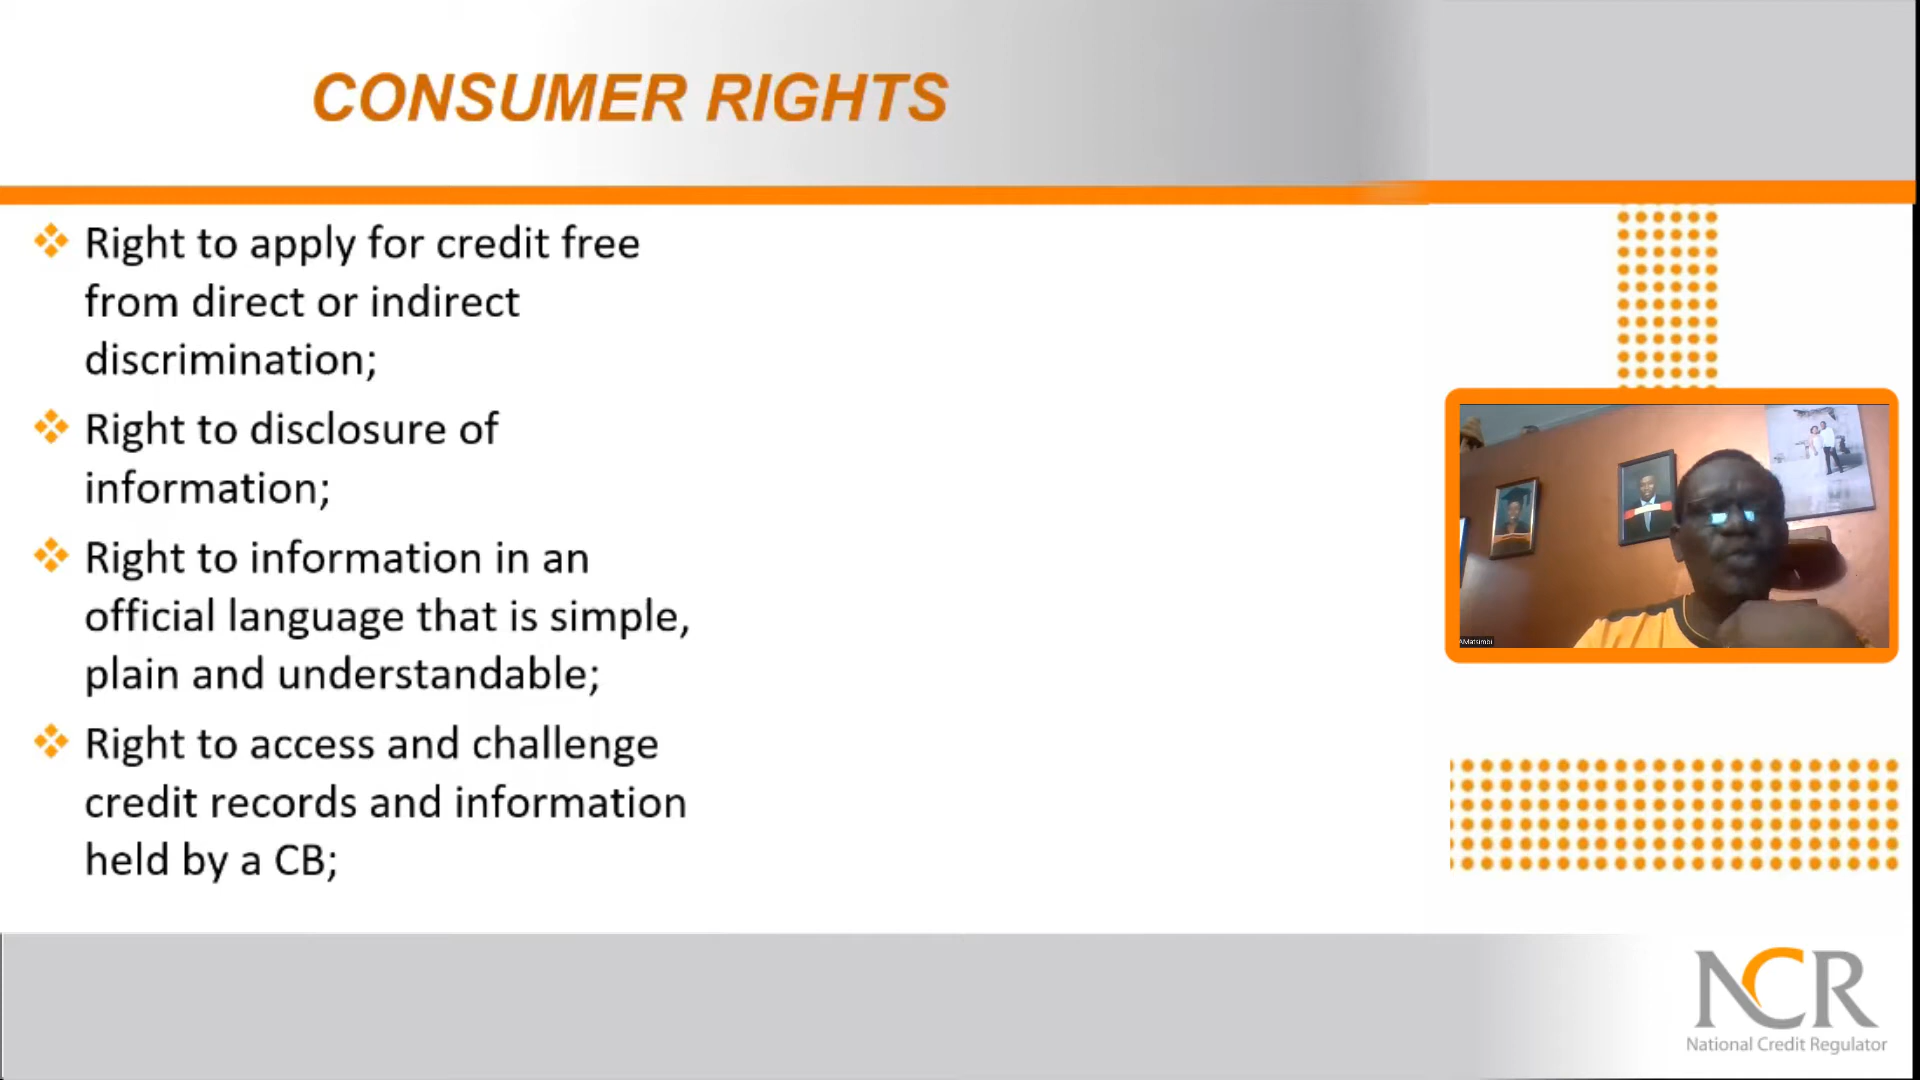 CONSUMER RIGHTS
Right to apply for credit free
from direct or indirect
discrimination;
Right to disclosure of
information;
Right to information in an
official language that is simple,
plain and understandable;
Right to access and challenge
credit records and information
held by a CB;
AMatsimbi
NCR
National Credit Regulator